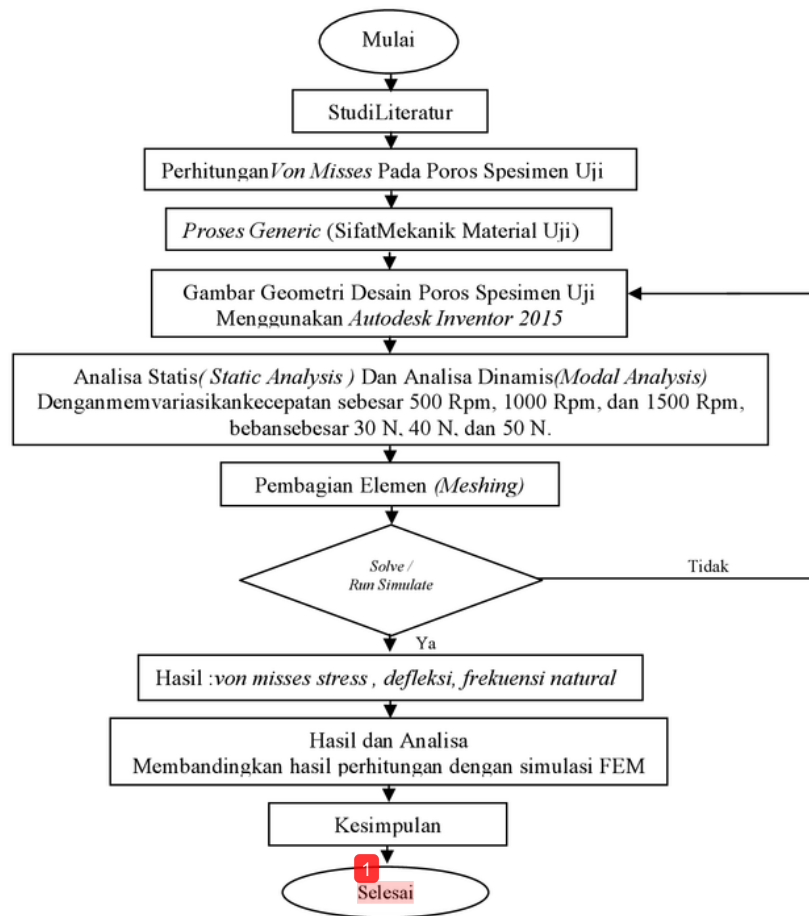 Mulai
StudiLiteratur
PerhitunganVon Misses Pada Poros Spesimen Uji
Proses Generic (SifatMekanik Material Uji)
Gambar Geometri Desain Poros Spesimen Uji
Menggunakan Autodesk Inventor 2015
Analisa Statis( Static Analysis ) Dan Analisa Dinamis(Modal Analysis)
Denganmemvariasikankecepatan sebesar 500 Rpm, 1000 Rpm, dan 1500 Rpm,
bebansebesar 30 N, 40 N, dan 50 N.
Pembagian Elemen (Meshing)
Solve /
Run Simulate
Tidak
Ya
Hasil :von misses stress , defleksi, frekuensi natural
Hasil dan Analisa
Membandingkan hasil perhitungan dengan simulasi FEM
Kesimpulan
1
Selesai